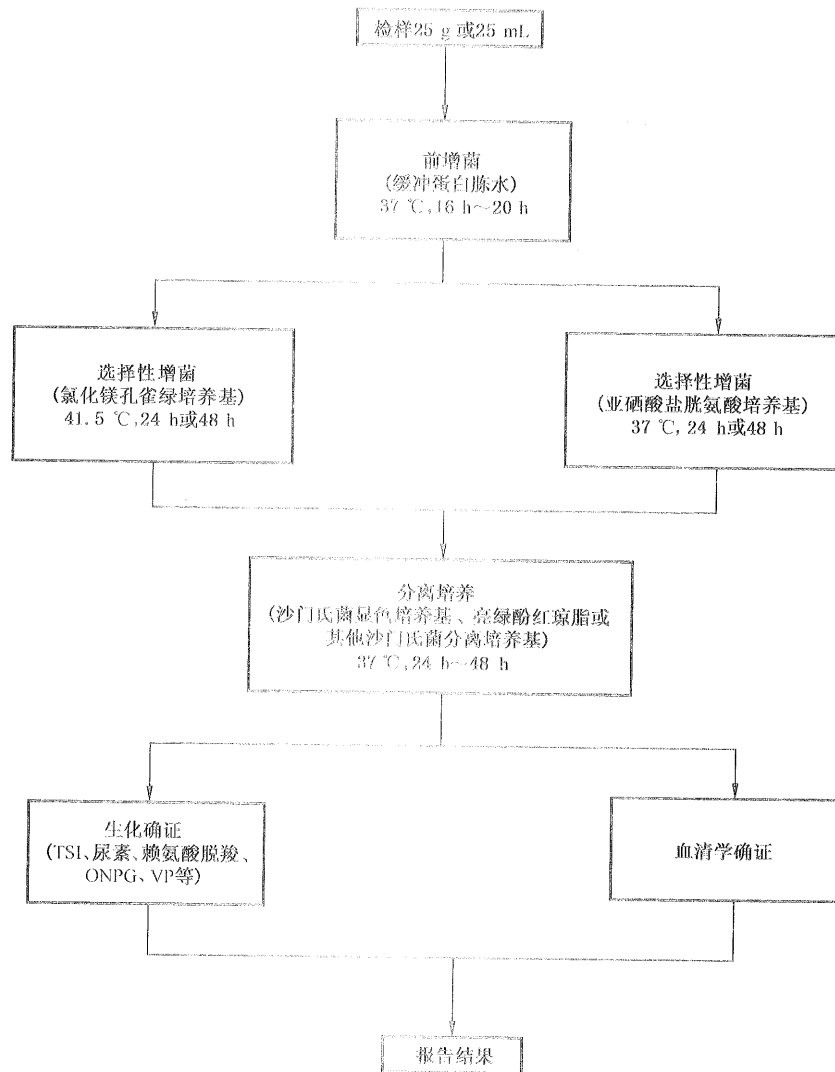 检样25 g 或25 mL
前增菌
(缓冲蛋白胨水)
37 ℃,16 h～20 h
选择性增菌
(氯化镁孔雀绿培养基)
41.5 ℃,24 h或48 h
选择性增菌
(亚硒酸盐胱氨酸培养基)
37 ℃, 24 h或48 h
分离培养
(沙门氏菌显色培养基、亮绿酚红琼脂或
其他沙门氏菌分离培养基)
37 ℃,24 h～48 h
生化确证
(TSI、尿素、赖氨酸脱羧、
ONPG、VP等)
血清学确证
报告结果